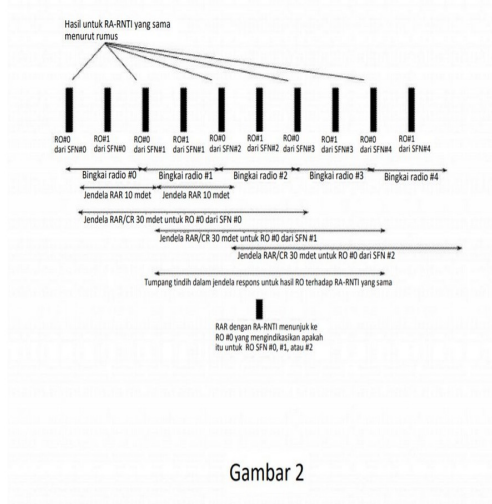 Hasil untuk RA-RNTI yang sama
menurut rumus
RO#0 RO#1 RO#0 RO#1 RO#0 RO#1 RO#0 RO#1 RO#0 RO#1
dari SFN#0 dari SFN#0 dari SFN#1 dari SFN#1 dari SFN#2 dari SFN#2 dari SFN#3 dari SFN#3 dari SFN#4 dari SFN#4
Bingkai radio #0 Bingkai radio #1 Bingkai radio #2 Bingkai radio #3 Bingkai radio #4
Jendela RAR 10 mdet Jendela RAR 10 mdet
Jendela RAR/CR 30 mdet untuk RO #0 dari SFN #0
Jendela RAR/CR 30 mdet untuk RO #0 dari SFN #1
Jendela RAR/CR 30 mdet untuk RO #0 dari SFN #2
Tumpang tindih dalam jendela respons untuk hasil RO terhadap RA-RNTI yang sama
RAR dengan RA-RNTI menunjuk ke
RO #0 yang mengindikasikan apakah
itu untuk RO SFN #0, #1, atau #2
Gambar 2